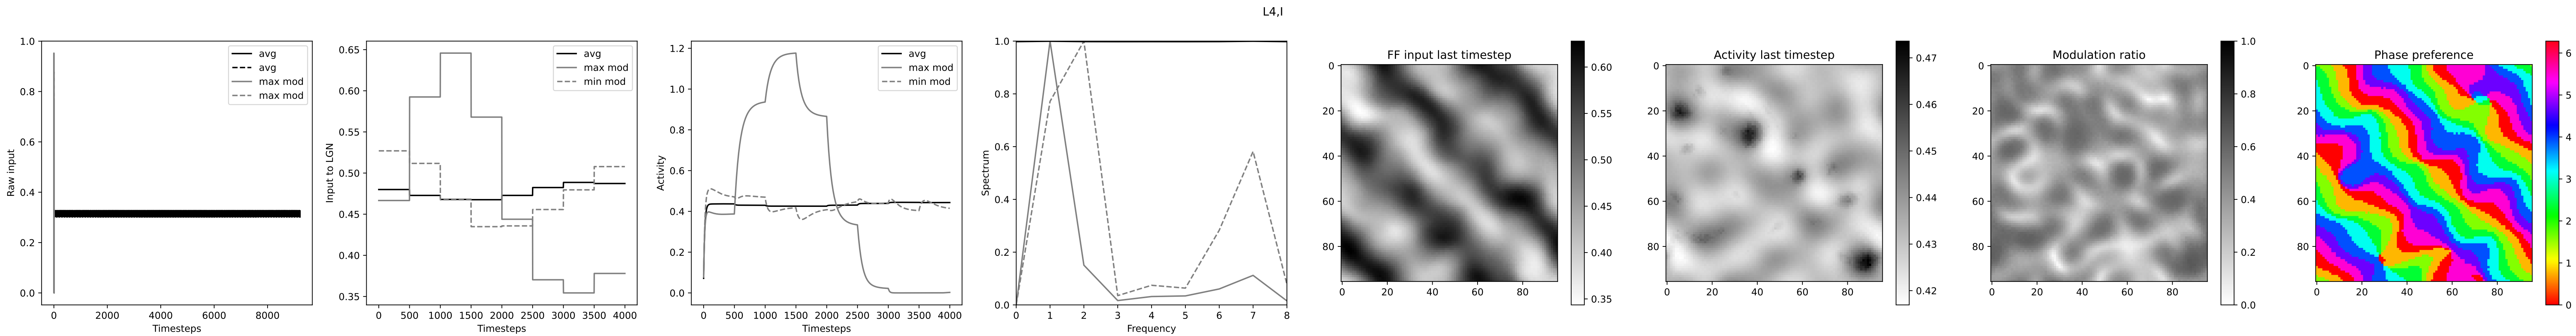 L4,I
Raw input
1.0
0.8
0.6
0.4
0.2
0.0
avg
avg
max mod
max mod
0 2000 4000 6000 8000
Timesteps
Input to LGN
0.65
0.60
0.55
0.50
0.45
0.40
0.35
avg
max mod
min mod
0 500 1000 1500 2000 2500 3000 3500 4000
Timesteps
Activity
1.2
1.0
0.8
0.6
0.4
0.2
0.0
avg
max mod
min mod
0 500 1000 1500 2000 2500 3000 3500 4000
Timesteps
Spectrum
1.0
0.8
0.6
0.4
0.2
0.0
0 1 2 3 4 5 6 7 8
Frequency
FF input last timestep
0
20
40
60
80
0 20 40 60 80
0.60
0.55
0.50
0.45
0.40
0.35
Activity last timestep
0
20
40
60
80
0 20 40 60 80
0.47
0.46
0.45
0.44
0.43
0.42
Modulation ratio
0
20
40
60
80
0 20 40 60 80
1.0
0.8
0.6
0.4
0.2
0.0
Phase preference
0
20
40
60
80
0 20 40 60 80
6
5
4
3
2
1
0